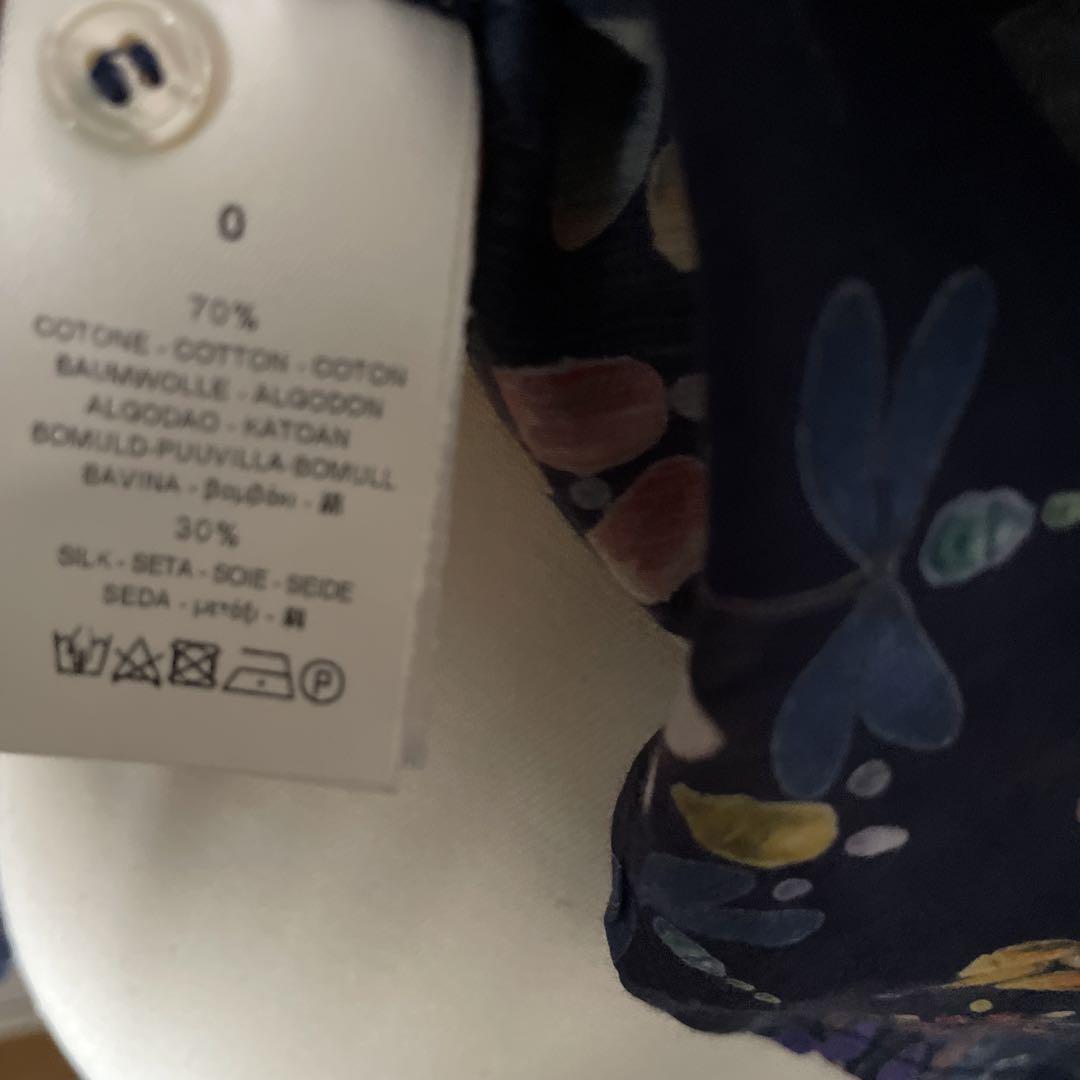 0
70%
COTONE - COTTON - COTON
BAUMWOLLE - ALGODON
ALGODAO - KATOAN
BOMULD-PUUVILLA-BOMULL
BAVLNA - βαμβάκι - 綿
30%
SILK - SETA - SOIE - SEIDE
SEDA - μετάξι - 絹
P